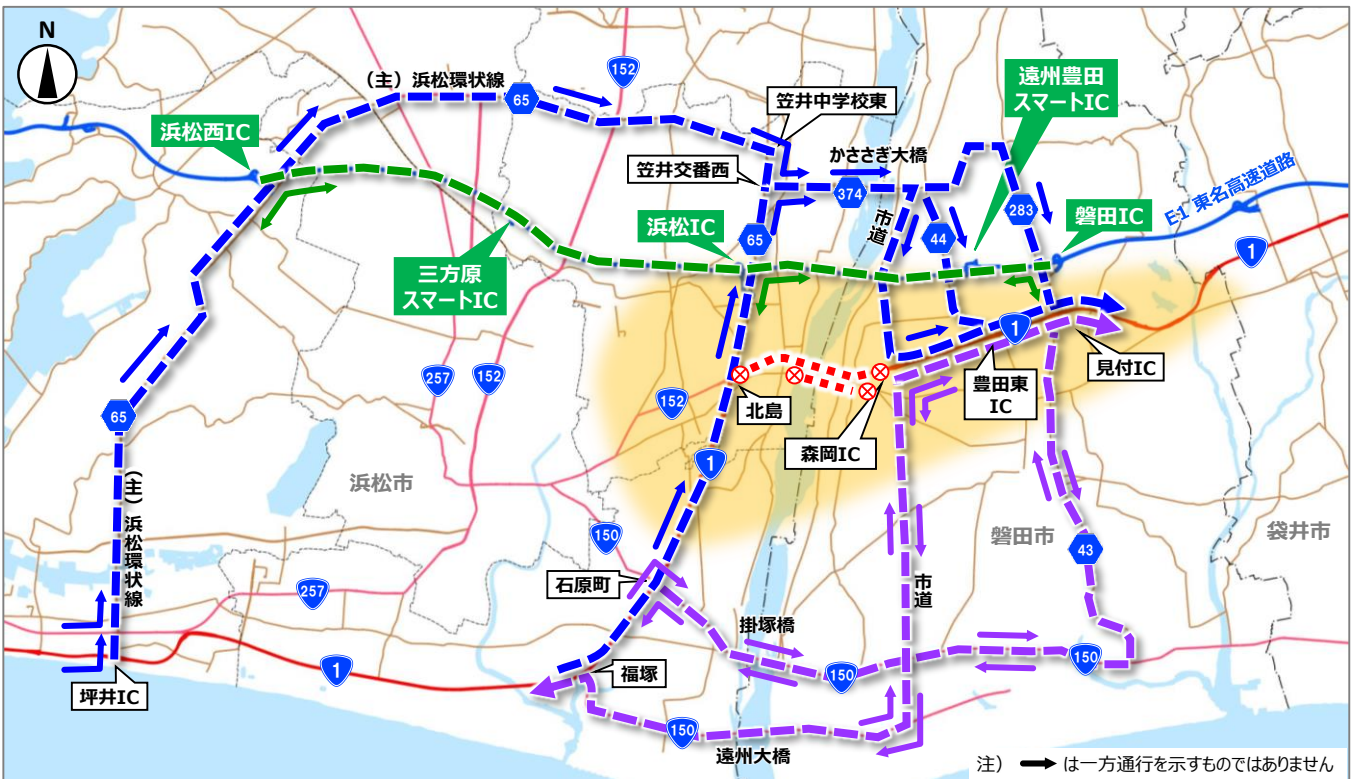 N
(主)浜松環状線
65
152
笠井中学校東
遠州豊田
スマートIC
浜松西IC
かささぎ大橋
笠井交番西
374
E1 東名高速道路
市道
283
磐田IC
浜松IC
65
44
1
三方原
スマートIC
1
見付IC
257
152
152
北島
豊田東
IC
65
森岡IC
1
浜松市
(主)浜松環状線
150
磐田市
袋井市
43
石原町
市道
257
掛塚橋
1
福塚
150
150
坪井IC
150
遠州大橋
注) は一方通行を示すものではありません